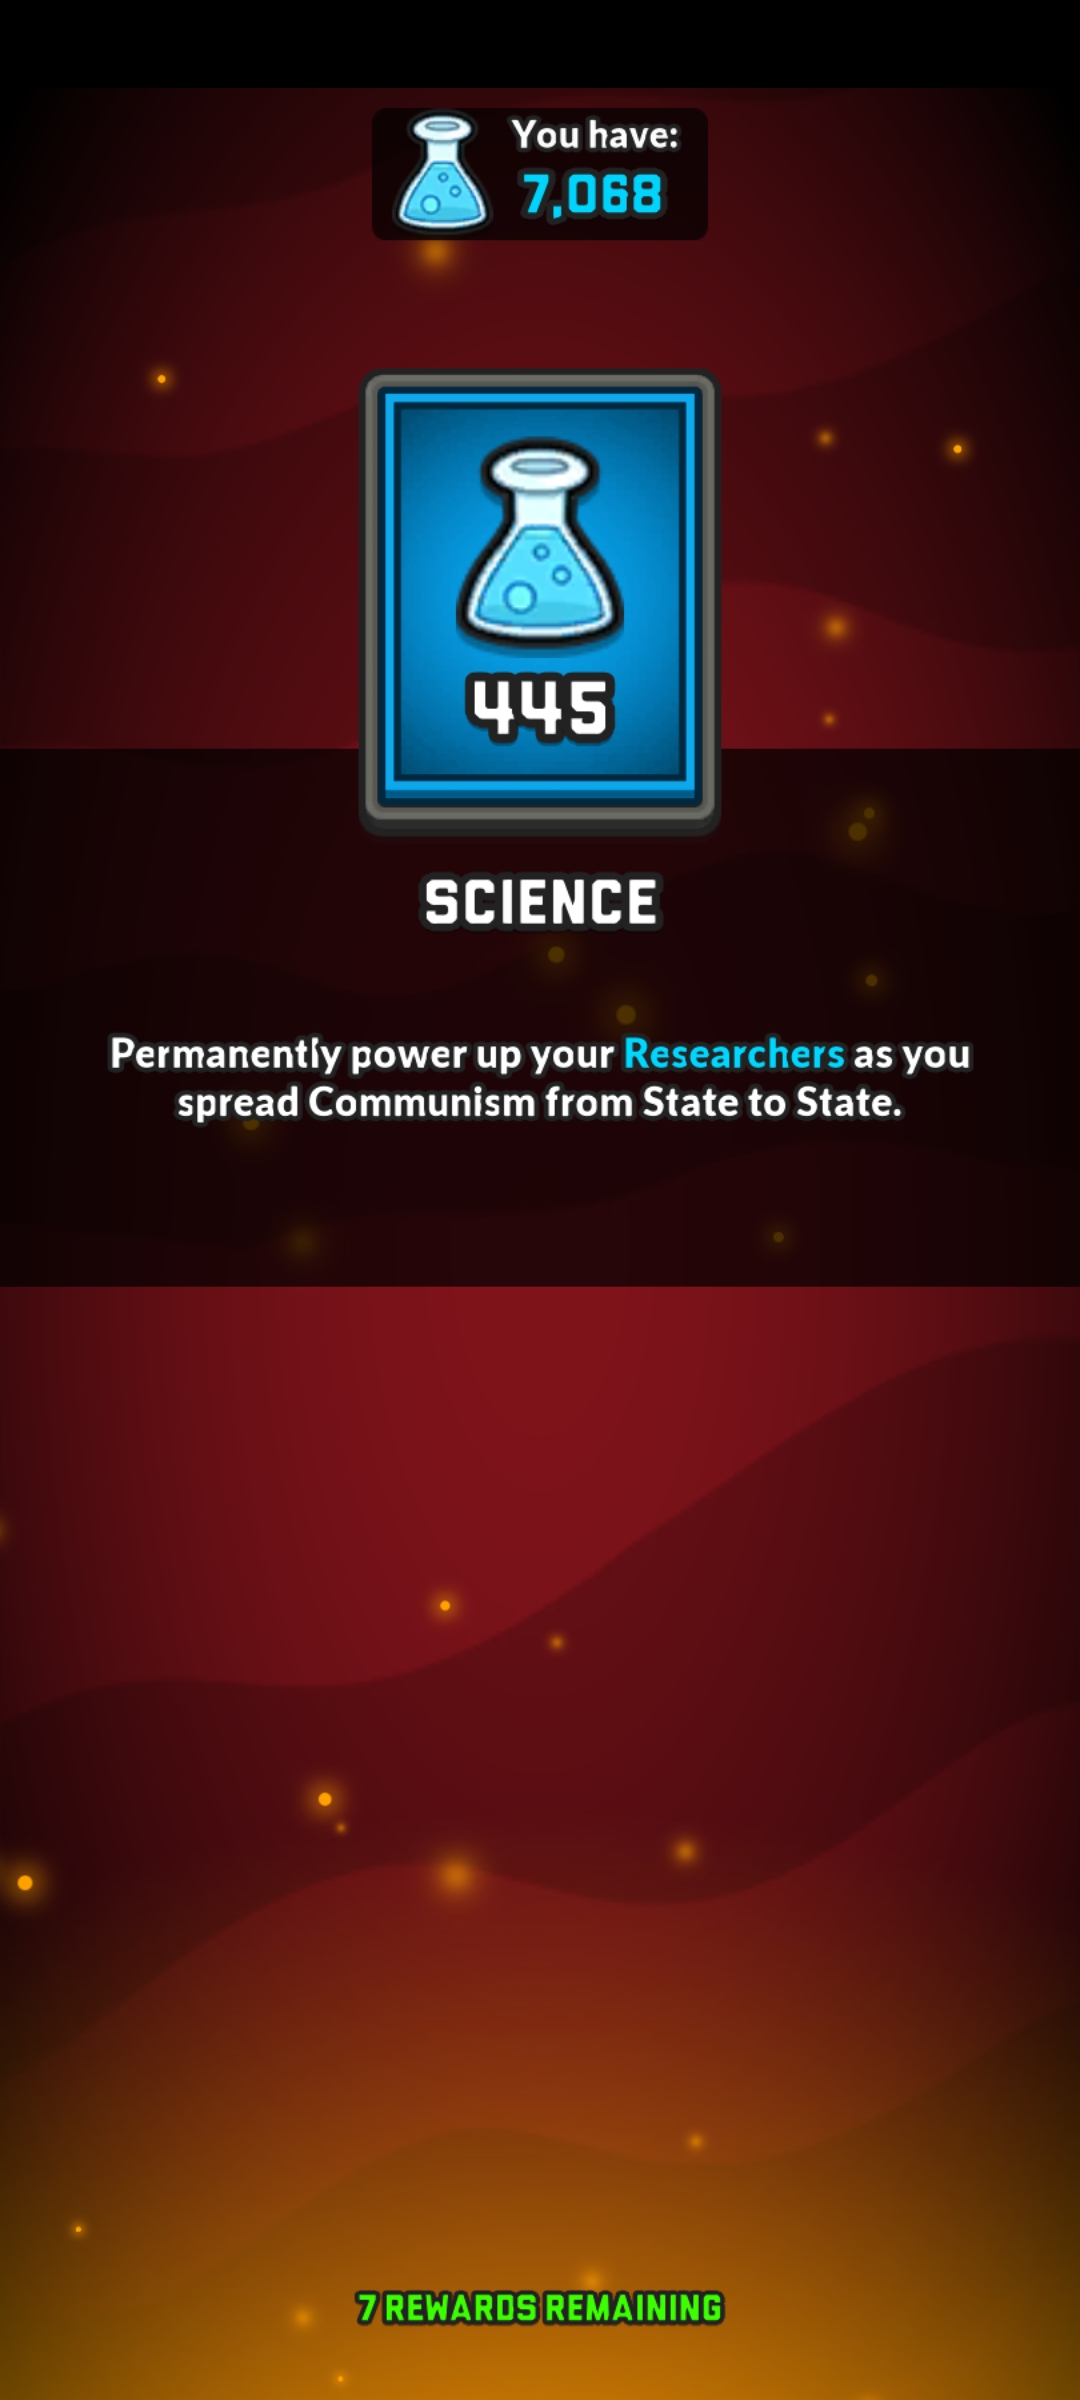 You have:
7,068
445
SCIENCE
Permanently power up your Researchers as you
spread Communism from State to State.
7 REWARDS REMAINING